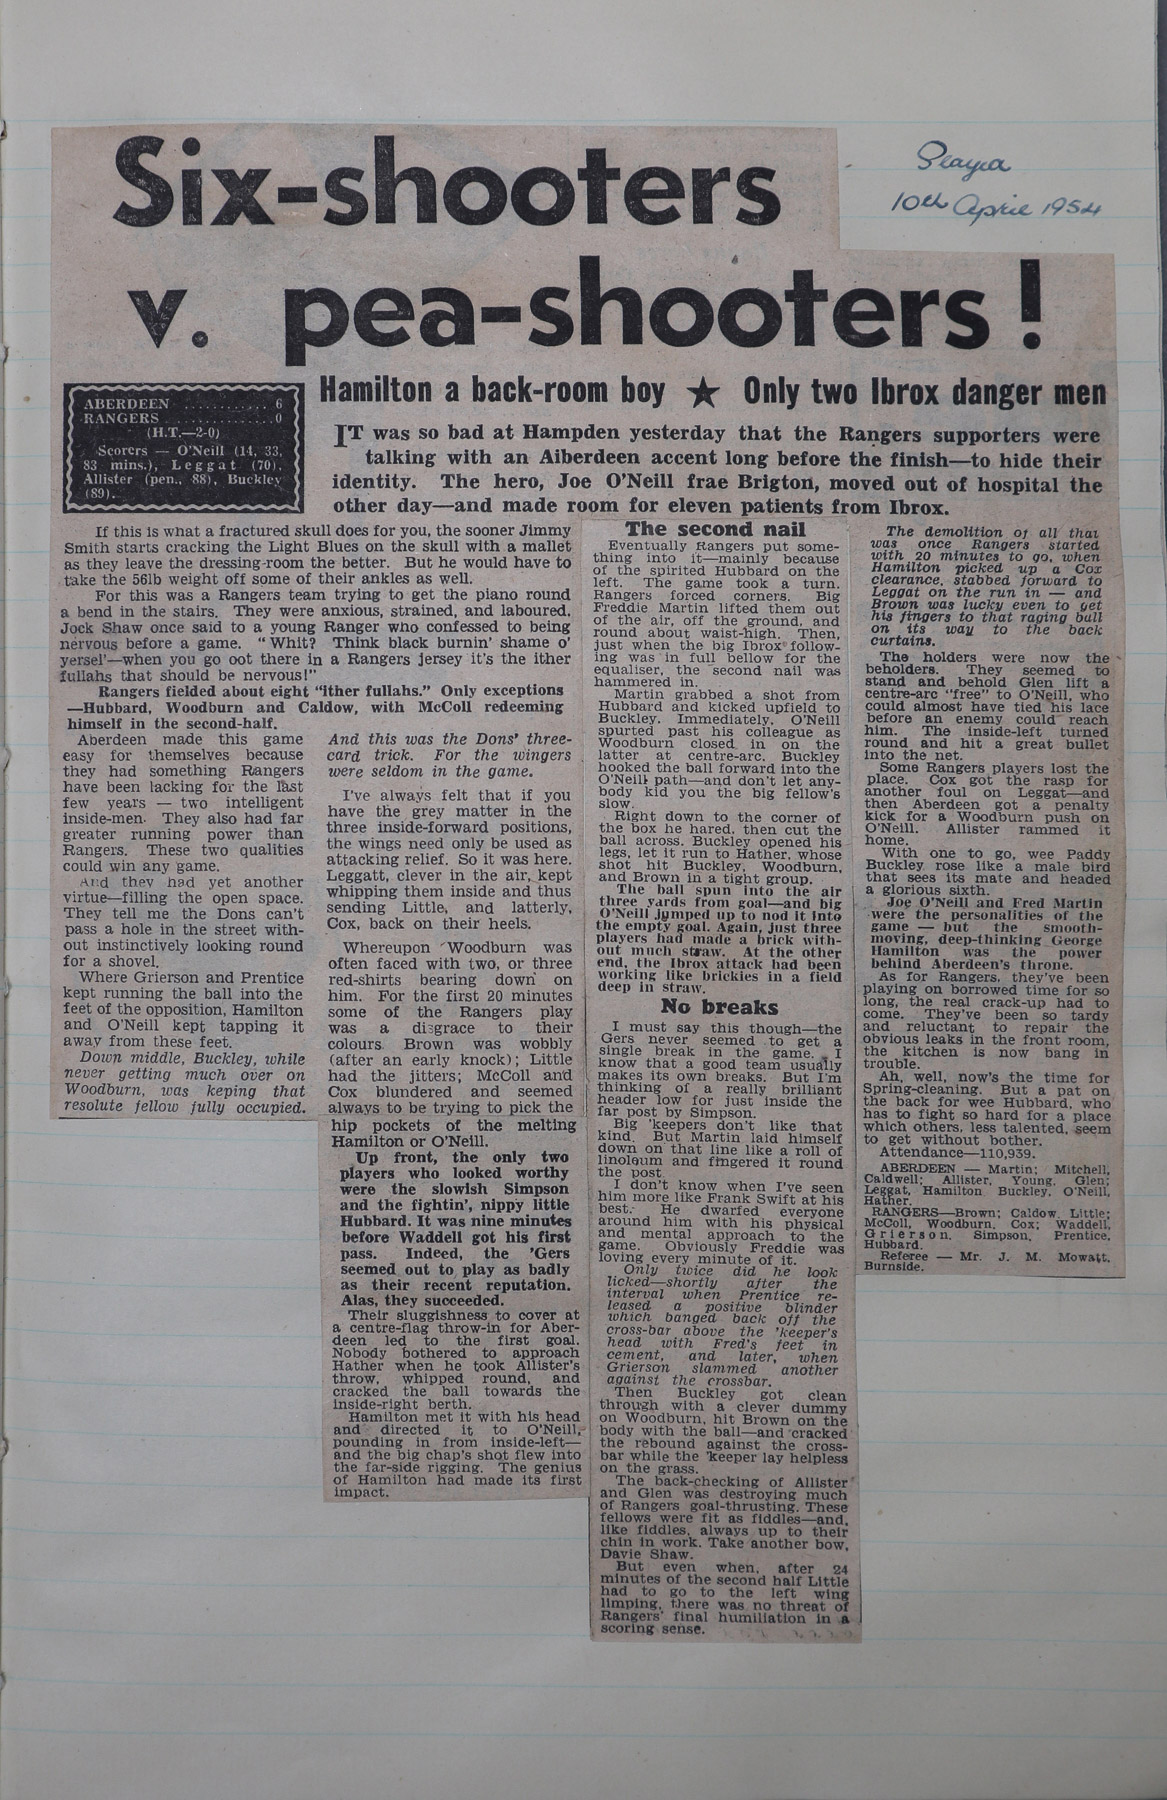 Six-shooters
10th April 1954
v. pea-shooters!
Hamilton a back-room boy ★ Only two Ibrox danger men
ABERDEEN ............ 6
RANGERS ............ 0
(H.T.—2-0)
Scorers — O'Neill (14, 33,
83 mins.), Leggat (70),
Allister (pen., 88), Buckley
(89).
IT was so bad at Hampden yesterday that the Rangers supporters were
talking with an Aiberdeen accent long before the finish—to hide their
identity. The hero, Joe O'Neill frae Brigton, moved out of hospital the
other day—and made room for eleven patients from Ibrox.
If this is what a fractured skull does for you, the sooner Jimmy
Smith starts cracking the Light Blues on the skull with a mallet
as they leave the dressing-room the better. But he would have to
take the 56lb weight off some of their ankles as well.
For this was a Rangers team trying to get the piano round
a bend in the stairs. They were anxious, strained, and laboured.
Jock Shaw once said to a young Ranger who confessed to being
nervous before a game. "Whit? Think black burnin' shame o'
yersel'—when you go oot there in a Rangers jersey it's the ither
fullahs that should be nervous!"
Rangers fielded about eight "ither fullahs." Only exceptions
—Hubbard, Woodburn and Caldow, with McColl redeeming
himself in the second-half.
Aberdeen made this game
easy for themselves because
they had something Rangers
have been lacking for the last
few years — two intelligent
inside-men. They also had far
greater running power than
Rangers. These two qualities
could win any game.
And they had yet another
virtue—filling the open space.
They tell me the Dons can't
pass a hole in the street with-
out instinctively looking round
for a shovel.
Where Grierson and Prentice
kept running the ball into the
feet of the opposition, Hamilton
and O'Neill kept tapping it
away from these feet.
Down middle, Buckley, while
never getting much over on
Woodburn, was keping that
resolute fellow fully occupied.
And this was the Dons' three-
card trick. For the wingers
were seldom in the game.
I've always felt that if you
have the grey matter in the
three inside-forward positions,
the wings need only be used as
attacking relief. So it was here.
Leggatt, clever in the air, kept
whipping them inside and thus
sending Little, and latterly,
Cox, back on their heels.
Whereupon Woodburn was
often faced with two, or three
red-shirts bearing down on
him. For the first 20 minutes
some of the Rangers play
was a disgrace to their
colours. Brown was wobbly
(after an early knock); Little
had the jitters; McColl and
Cox blundered and seemed
always to be trying to pick the
hip pockets of the melting
Hamilton or O'Neill.
Up front, the only two
players who looked worthy
were the slowish Simpson
and the fightin', nippy little
Hubbard. It was nine minutes
before Waddell got his first
pass. Indeed, the 'Gers
seemed out to play as badly
as their recent reputation.
Alas, they succeeded.
Their sluggishness to cover at
a centre-flag throw-in for Aber-
deen led to the first goal.
Nobody bothered to approach
Hather when he took Allister's
throw, whipped round, and
cracked the ball towards the
inside-right berth.
Hamilton met it with his head
and directed it to O'Neill,
pounding in from inside-left—
and the big chap's shot flew into
the far-side rigging. The genius
of Hamilton had made its first
impact.
The second nail
Eventually Rangers put some-
thing into it—mainly because
of the spirited Hubbard on the
left. The game took a turn.
Rangers forced corners. Big
Freddie Martin lifted them out
of the air, off the ground, and
round about waist-high. Then,
just when the big Ibrox follow-
ing was in full bellow for the
equaliser, the second nail was
hammered in.
Martin grabbed a shot from
Hubbard and kicked upfield to
Buckley. Immediately, O'Neill
spurted past his colleague as
Woodburn closed in on the
latter at centre-arc. Buckley
hooked the ball forward into the
O'Neill path—and don't let any-
body kid you the big fellow's
slow.
Right down to the corner of
the box he hared, then cut the
ball across. Buckley opened his
legs, let it run to Hather, whose
shot hit Buckley, Woodburn,
and Brown in a tight group.
The ball spun into the air
three yards from goal—and big
O'Neill jumped up to nod it into
the empty goal. Again, just three
players had made a brick with-
out much straw. At the other
end, the Ibrox attack had been
working like brickies in a field
deep in straw.
No breaks
I must say this though—the
Gers never seemed to get a
single break in the game. I
know that a good team usually
makes its own breaks. But I'm
thinking of a really brilliant
header low for just inside the
far post by Simpson.
Big 'keepers don't like that
kind. But Martin laid himself
down on that line like a roll of
linoleum and fingered it round
the post.
I don't know when I've seen
him more like Frank Swift at his
best. He dwarfed everyone
around him with his physical
and mental approach to the
game. Obviously Freddie was
loving every minute of it.
Only twice did he look
licked—shortly after the
interval when Prentice re-
leased a positive blinder
which banged back off the
cross-bar above the 'keeper's
head with Fred's feet in
cement, and later, when
Grierson slammed another
against the crossbar.
Then Buckley got clean
through with a clever dummy
on Woodburn, hit Brown on the
body with the ball—and cracked
the rebound against the cross-
bar while the 'keeper lay helpless
on the grass.
The back-checking of Allister
and Glen was destroying much
of Rangers goal-thrusting. These
fellows were fit as fiddles—and,
like fiddles, always up to their
chin in work. Take another bow,
Davie Shaw.
But even when, after 24
minutes of the second half Little
had to go to the left wing
limping, there was no threat of
Rangers' final humiliation in a
scoring sense.
The demolition of all that
was once Rangers started
with 20 minutes to go, when
Hamilton picked up a Cox
clearance, stabbed forward to
Leggat on the run in — and
Brown was lucky even to get
his fingers to that raging ball
on its way to the back
curtains.
The holders were now the
beholders. They seemed to
stand and behold Glen lift a
centre-arc "free" to O'Neill, who
could almost have tied his lace
before an enemy could reach
him. The inside-left turned
round and hit a great bullet
into the net.
Some Rangers players lost the
place. Cox got the rasp for
another foul on Leggat—and
then Aberdeen got a penalty
kick for a Woodburn push on
O'Neill. Allister rammed it
home.
With one to go, wee Paddy
Buckley rose like a male bird
that sees its mate and headed
a glorious sixth.
Joe O'Neill and Fred Martin
were the personalities of the
game — but the smooth-
moving, deep-thinking George
Hamilton was the power
behind Aberdeen's throne.
As for Rangers, they've been
playing on borrowed time for so
long, the real crack-up had to
come. They've been so tardy
and reluctant to repair the
obvious leaks in the front room,
the kitchen is now bang in
trouble.
Ah, well, now's the time for
Spring-cleaning. But a pat on
the back for wee Hubbard, who
has to fight so hard for a place
which others, less talented, seem
to get without bother.
Attendance—110,939.
ABERDEEN — Martin; Mitchell,
Caldwell; Allister, Young, Glen;
Leggat, Hamilton Buckley, O'Neill,
Hather.
RANGERS—Brown; Caldow, Little;
McColl, Woodburn, Cox; Waddell,
Grierson, Simpson, Prentice,
Hubbard.
Referee — Mr. J. M. Mowatt,
Burnside.